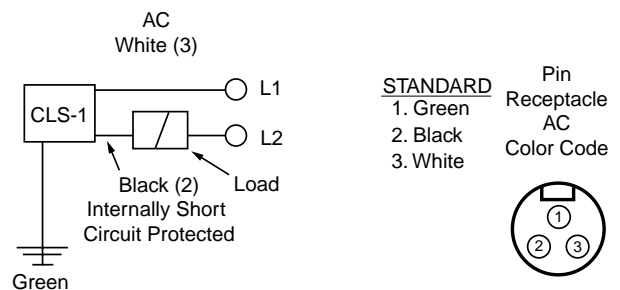 AC
White (3)
CLS-1
L1
L2
Black (2)
Internally Short
Circuit Protected
Load
Green
STANDARD
1. Green
2. Black
3. White
Pin
Receptacle
AC
Color Code
1
2
3